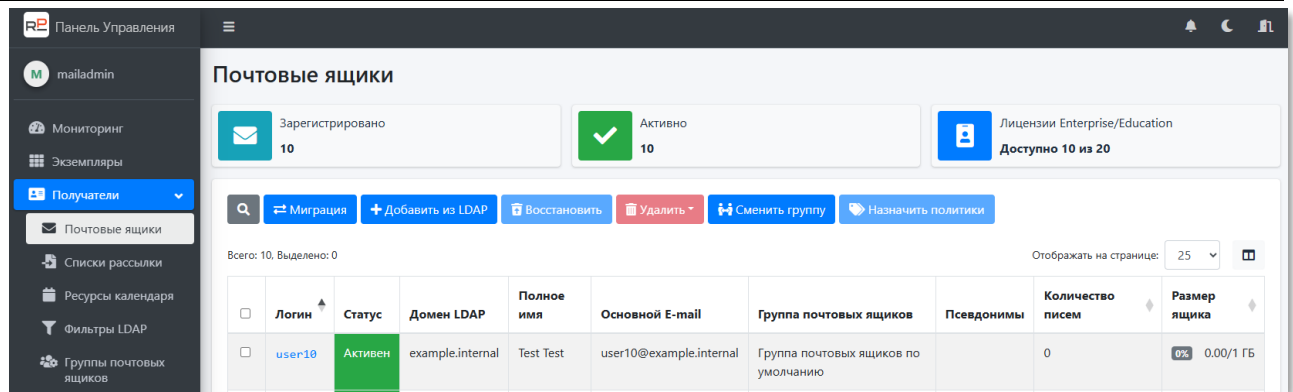 RP Панель Управления
M mailadmin
Мониторинг
Экземпляры
Получатели
Почтовые ящики
Списки рассылки
Ресурсы календаря
Фильтры LDAP
Группы почтовых
ящиков
Почтовые ящики
Зарегистрировано
10
Активно
10
Лицензии Enterprise/Education
Доступно 10 из 20
Миграция Добавить из LDAP Восстановить Удалить Сменить группу Назначить политики
Всего: 10, Выделено: 0 Отображать на странице: 25
Логин Статус Домен LDAP Полное имя Основной E-mail Группа почтовых ящиков Псевдонимы Количество писем Размер ящика
user10 Активен example.internal Test Test user10@example.internal Группа почтовых ящиков по умолчанию 0 0% 0.00/1 ГБ